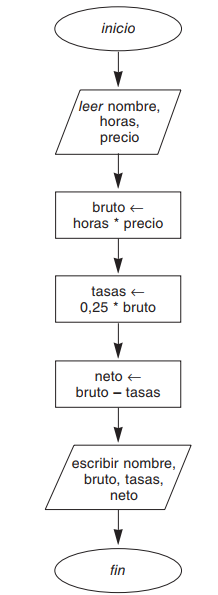 inicio
leer nombre,
horas,
precio
bruto ←
horas * precio
tasas ←
0,25 * bruto
neto ←
bruto – tasas
escribir nombre,
bruto, tasas,
neto
fin